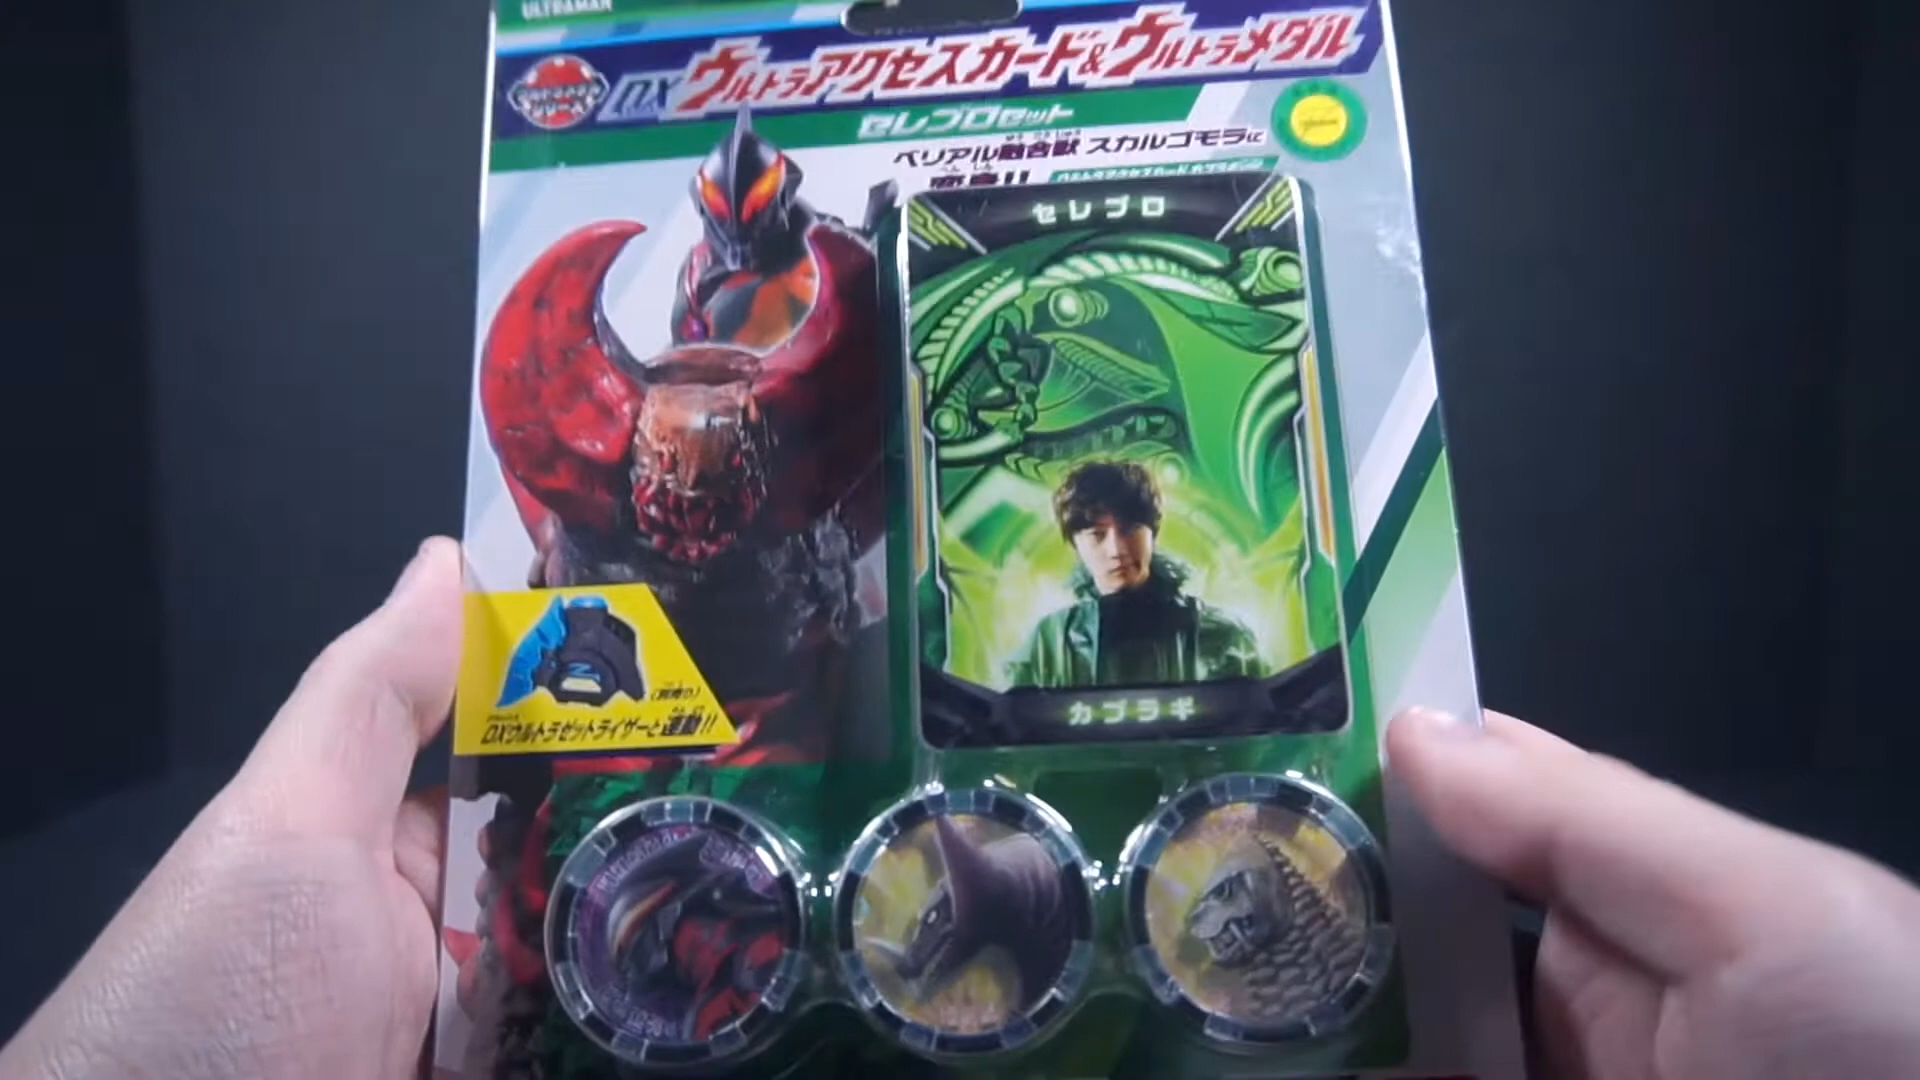 ULTRAMAN
DXウルトラアクセスカード&ウルトラメダル
セレブロセット
ベリアル融合獣 スカルゴモラに
変身!!
セレブロ
カブラギ
Z
(別売り)
DXウルトラゼットライザーと連動!!